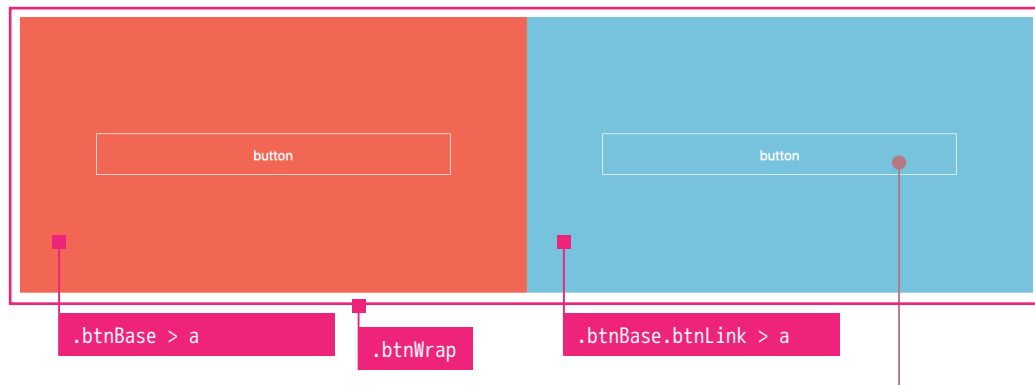 button
button
.btnBase > a
.btnWrap
.btnBase.btnLink > a